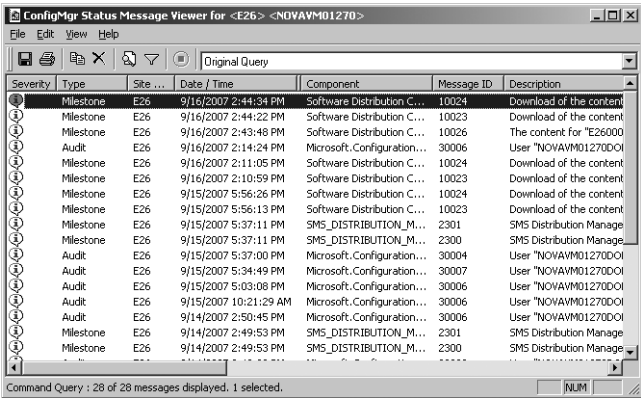 ConfigMgr Status Message Viewer for <E26> <NOVAVM01270>
File Edit View Help
Original Query
Severity Type Site ... Date / Time Component Message ID Description
Milestone E26 9/16/2007 2:44:34 PM Software Distribution C... 10024 Download of the content
Milestone E26 9/16/2007 2:44:22 PM Software Distribution C... 10023 Download of the content
Milestone E26 9/16/2007 2:43:48 PM Software Distribution C... 10026 The content for "E26000
Audit E26 9/16/2007 2:14:24 PM Microsoft.Configuration... 30006 User "NOVAVM01270DOI
Milestone E26 9/16/2007 2:11:05 PM Software Distribution C... 10024 Download of the content
Milestone E26 9/16/2007 2:10:59 PM Software Distribution C... 10023 Download of the content
Milestone E26 9/15/2007 5:56:26 PM Software Distribution C... 10024 Download of the content
Milestone E26 9/15/2007 5:56:13 PM Software Distribution C... 10023 Download of the content
Milestone E26 9/15/2007 5:37:11 PM SMS_DISTRIBUTION_M... 2301 SMS Distribution Manage
Milestone E26 9/15/2007 5:37:11 PM SMS_DISTRIBUTION_M... 2300 SMS Distribution Manage
Audit E26 9/15/2007 5:37:00 PM Microsoft.Configuration... 30004 User "NOVAVM01270DOI
Audit E26 9/15/2007 5:34:49 PM Microsoft.Configuration... 30007 User "NOVAVM01270DOI
Audit E26 9/15/2007 5:03:08 PM Microsoft.Configuration... 30006 User "NOVAVM01270DOI
Audit E26 9/15/2007 10:21:29 AM Microsoft.Configuration... 30006 User "NOVAVM01270DOI
Audit E26 9/14/2007 2:50:45 PM Microsoft.Configuration... 30006 User "NOVAVM01270DOI
Milestone E26 9/14/2007 2:49:53 PM SMS_DISTRIBUTION_M... 2301 SMS Distribution Manage
Milestone E26 9/14/2007 2:49:53 PM SMS_DISTRIBUTION_M... 2300 SMS Distribution Manage
Command Query : 28 of 28 messages displayed. 1 selected. NUM